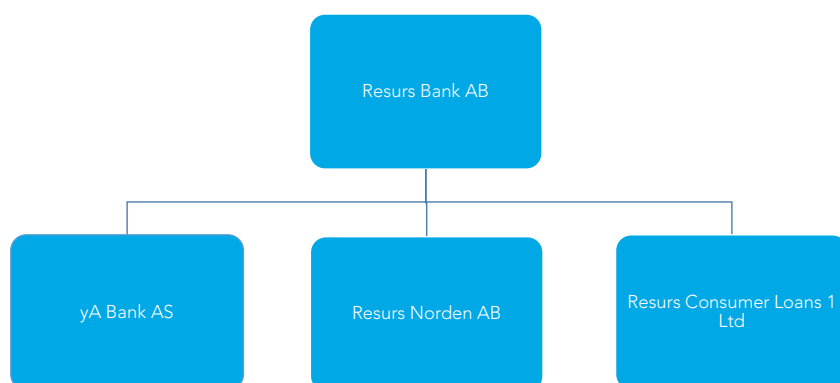 Resurs Bank AB
yA Bank AS
Resurs Norden AB
Resurs Consumer Loans 1
Ltd